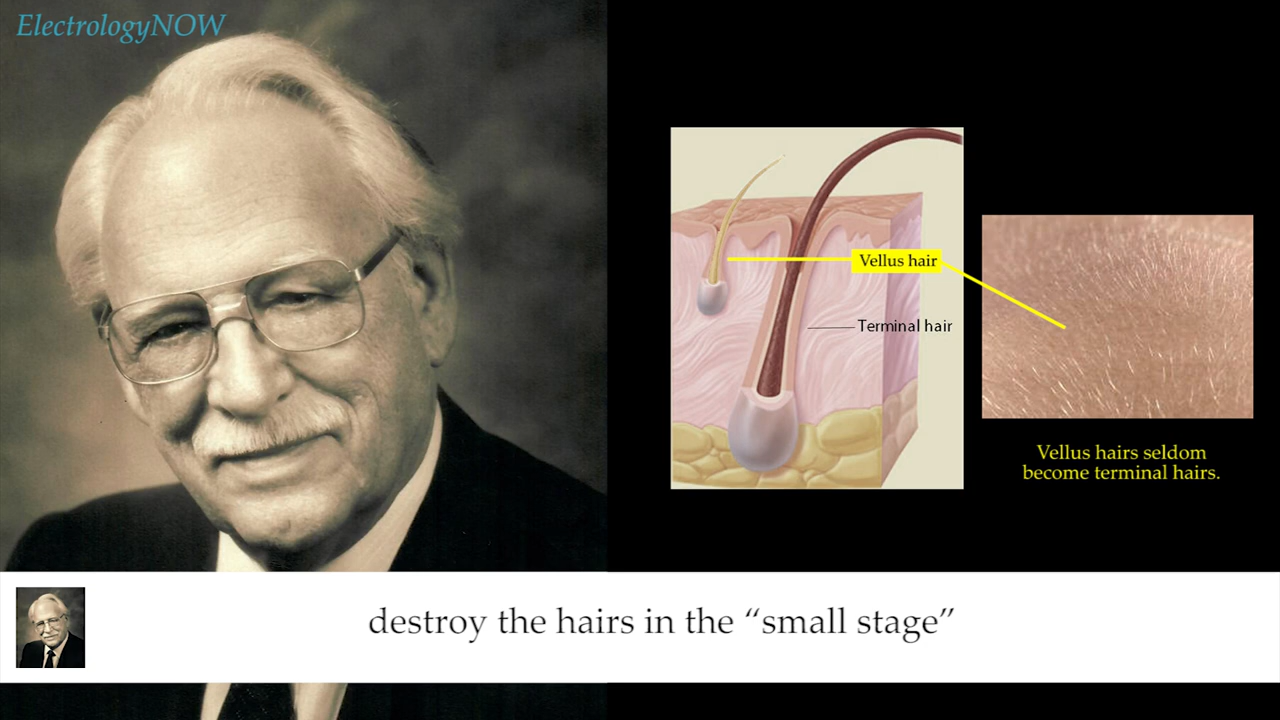 ElectrologyNOW
Vellus hair
Terminal hair
Vellus hairs seldom
become terminal hairs.
destroy the hairs in the “small stage”